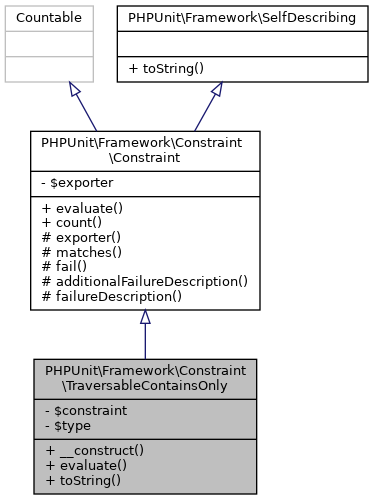 Countable
PHPUnit\Framework\SelfDescribing
+ toString()
PHPUnit\Framework\Constraint
\Constraint
- $exporter
+ evaluate()
+ count()
# exporter()
# matches()
# fail()
# additionalFailureDescription()
# failureDescription()
PHPUnit\Framework\Constraint
\TraversableContainsOnly
- $constraint
- $type
+ __construct()
+ evaluate()
+ toString()